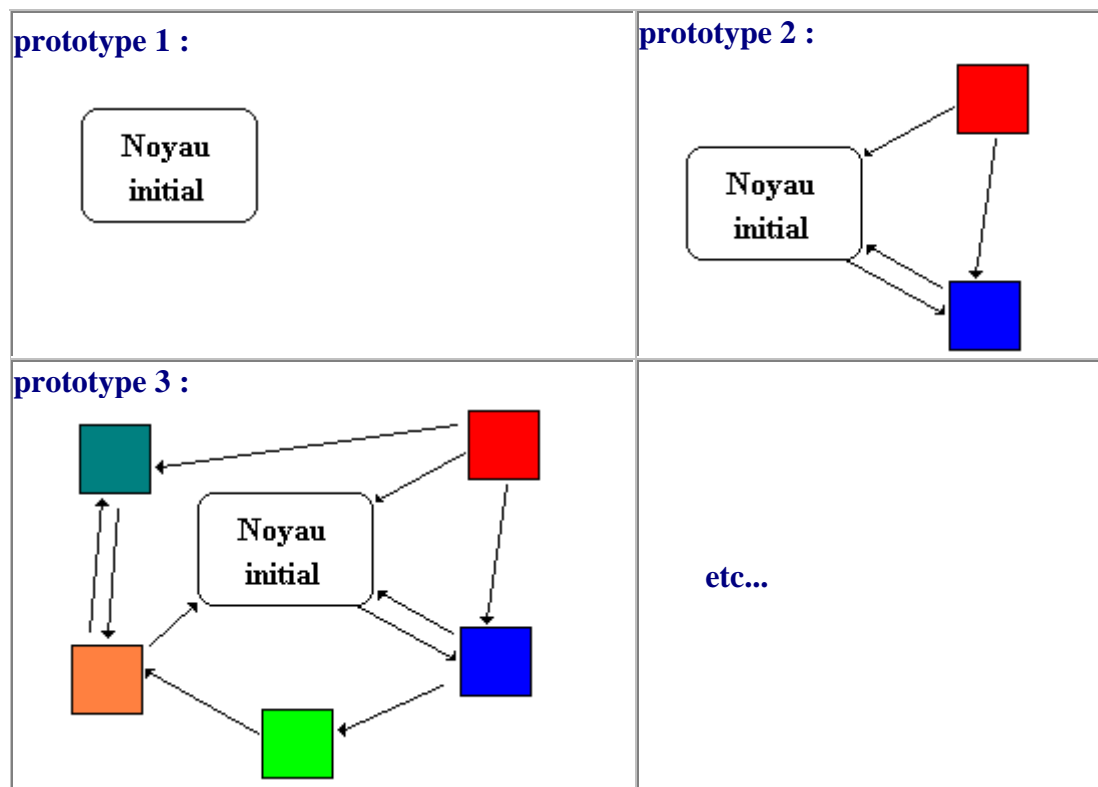 prototype 1 :
Noyau
initial
prototype 2 :
Noyau
initial
prototype 3 :
Noyau
initial
etc...